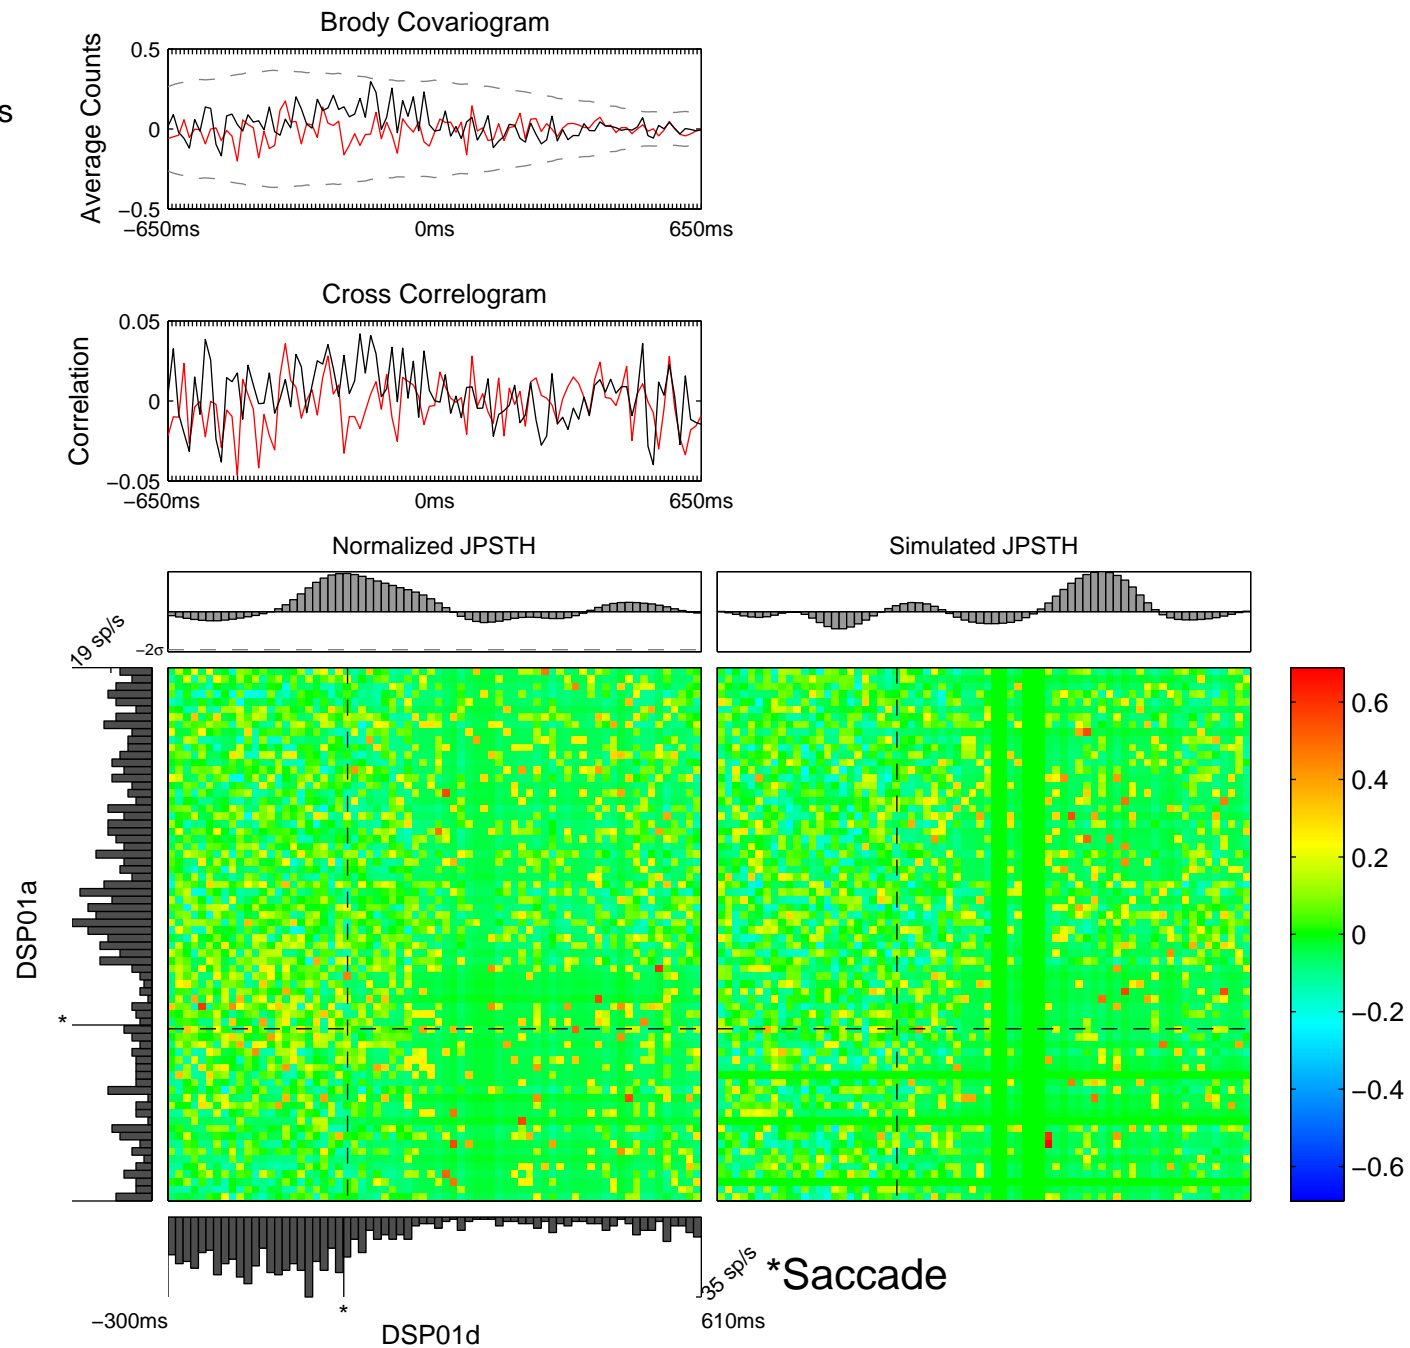 Brody Covariogram
s
Average Counts
0.5
0
−0.5
−650ms
0ms
650ms
Cross Correlogram
Correlation
0.05
0
−0.05
−650ms
0ms
650ms
Normalized JPSTH
Simulated JPSTH
−2σ
19 sp/s
DSP01a
*
0.6
0.4
0.2
0
−0.2
−0.4
−0.6
35 sp/s
*Saccade
*
−300ms
610ms
DSP01d